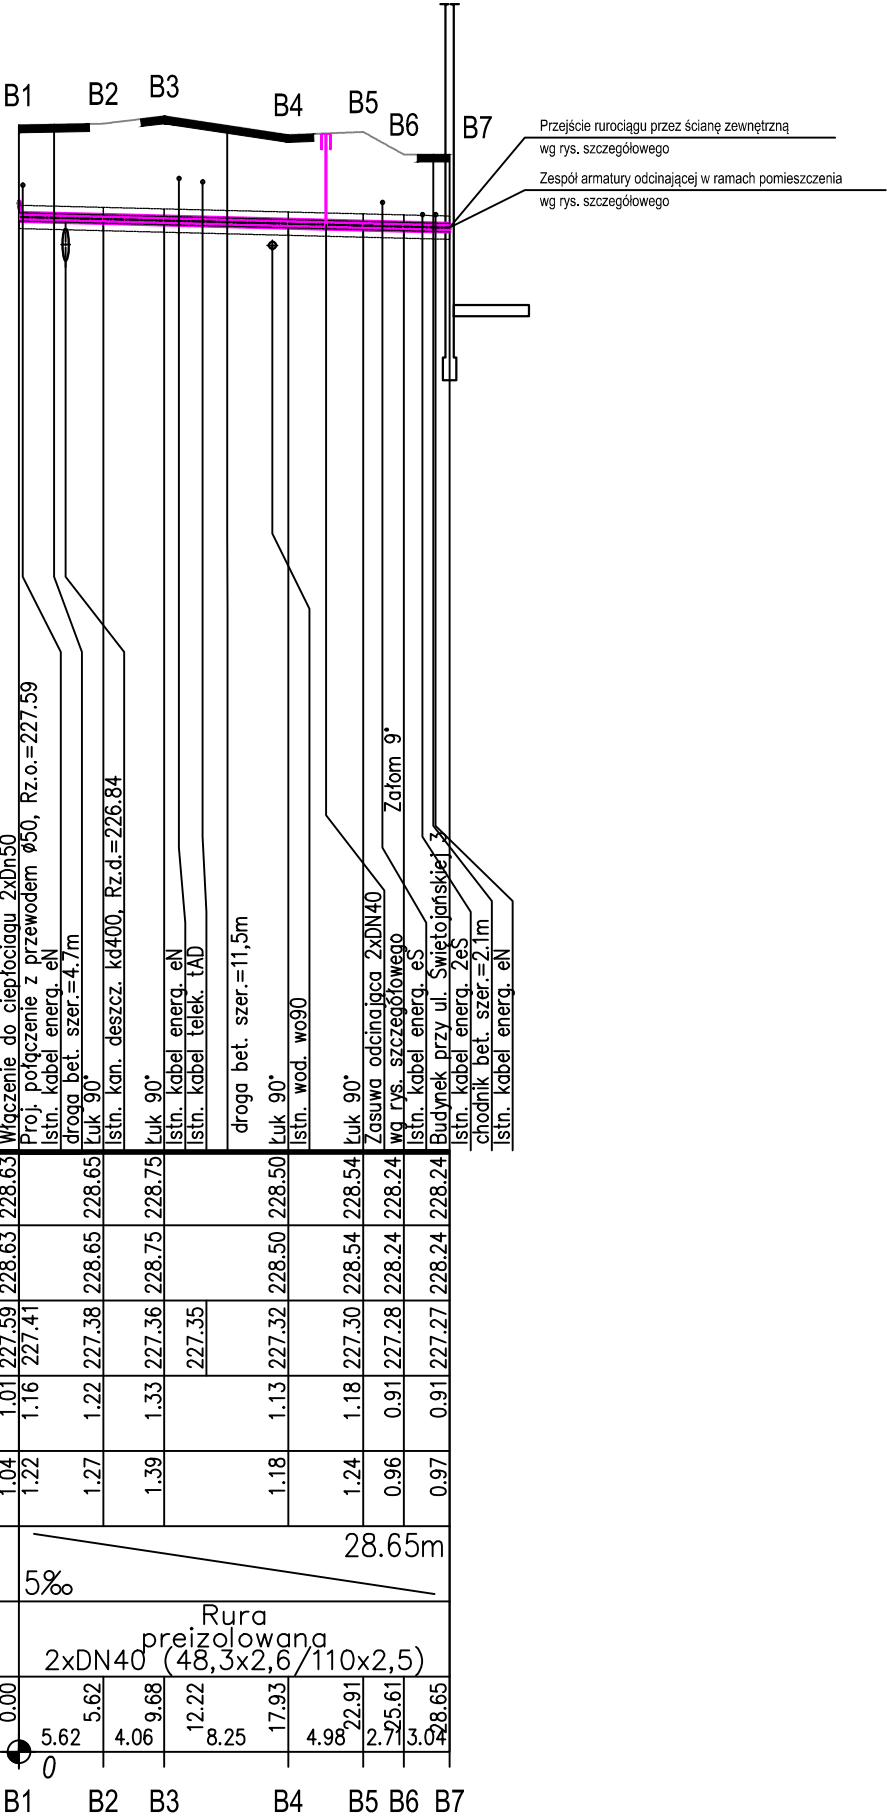 B1
B2
B3
B4
B5
B6
B7
Przejście rurociągu przez ścianę zewnętrzną
wg rys. szczegółowego
Zespół armatury odcinającej w ramach pomieszczenia
wg rys. szczegółowego
Włączenie do ciepłociągu 2xDn50
Proj. połączenie z przewodem ø50, Rz.o.=227.59
Istn. kabel energ. eN
droga bet. szer.=4.7m
Łuk 90°
Istn. kan. deszcz. kd400, Rz.d.=226.84
Łuk 90°
Istn. kabel energ. eN
Istn. kabel telek. tAD
droga bet. szer.=11,5m
Łuk 90°
Istn. wod. wo90
Łuk 90°
Zasuwa odcinająca 2xDN40
wg rys. szczegółowego
Załom 9°
Istn. kabel energ. eS
Budynek przy ul. Świętojańskiej 3
Istn. kabel energ. 2eS
chodnik bet. szer.=2.1m
Istn. kabel energ. eN
228.63 228.65 228.75 228.50 228.54 228.24 228.24
228.63 228.65 228.75 228.50 228.54 228.24 228.24
227.59 227.41 227.38 227.36 227.35 227.32 227.30 227.28 227.27
1.01 1.16 1.22 1.33 1.13 1.18 0.91 0.91
1.04 1.22 1.27 1.39 1.18 1.24 0.96 0.97
28.65m
5‰
Rura
preizolowana
2xDN40 (48,3x2,6/110x2,5)
0.00 5.62 9.68 12.22 17.93 22.91 25.61 28.65
5.62 4.06 8.25 4.98 2.71 3.04
0
B1 B2 B3 B4 B5 B6 B7